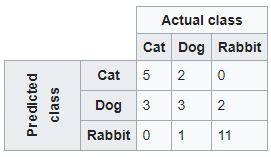 Actual class
Cat Dog Rabbit
Predicted
class
Cat 5 2 0
Dog 3 3 2
Rabbit 0 1 11